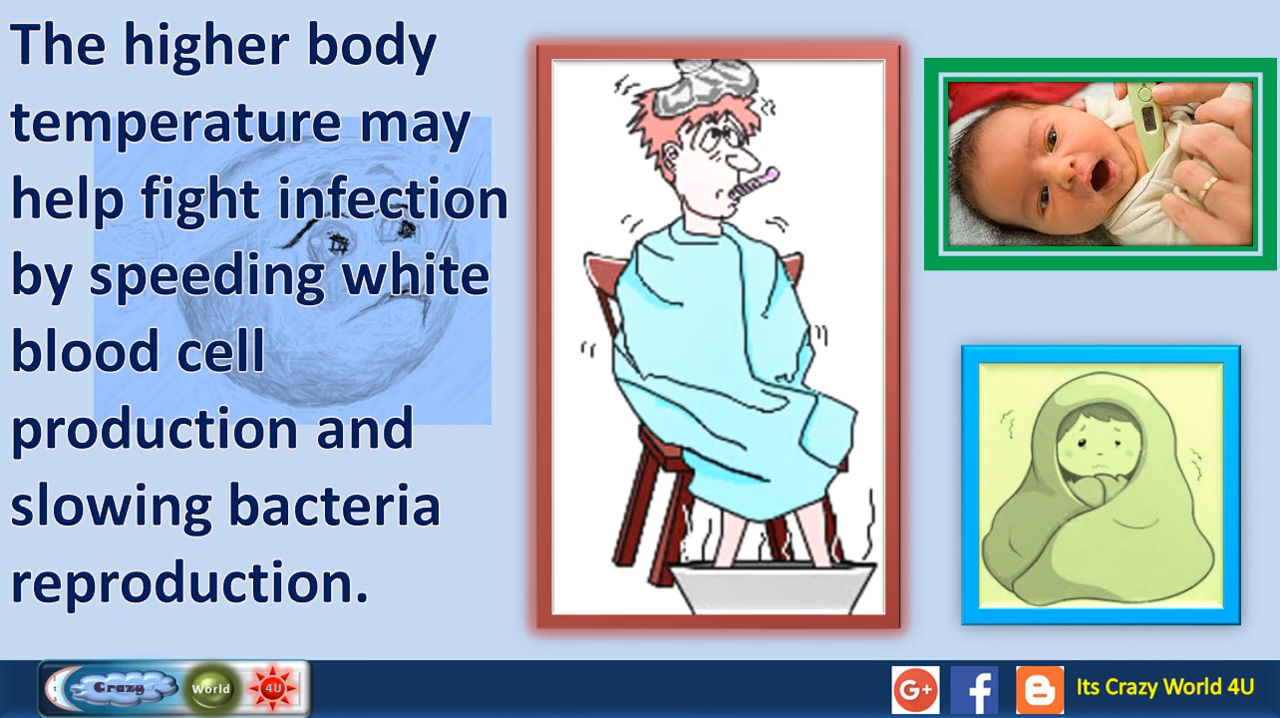 The higher body
temperature may
help fight infection
by speeding white
blood cell
production and
slowing bacteria
reproduction.
Its Crazy World 4U
G+ f B Its Crazy World 4U